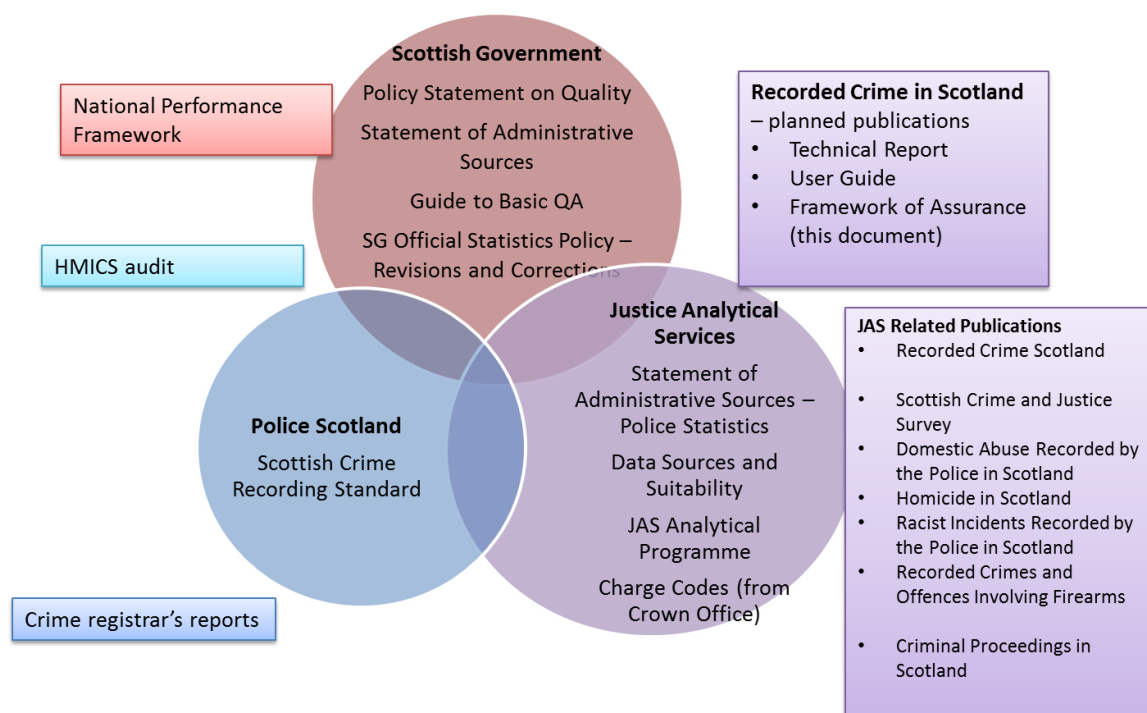 Scottish Government
Policy Statement on Quality
Statement of Administrative
Sources
Guide to Basic QA
SG Official Statistics Policy –
Revisions and Corrections
National Performance
Framework
HMICS audit
Recorded Crime in Scotland
– planned publications
• Technical Report
• User Guide
• Framework of Assurance
(this document)
Police Scotland
Scottish Crime
Recording Standard
Justice Analytical
Services
Statement of
Administrative Sources –
Police Statistics
Data Sources and
Suitability
JAS Analytical
Programme
Charge Codes (from
Crown Office)
JAS Related Publications
• Recorded Crime Scotland
• Scottish Crime and Justice
Survey
• Domestic Abuse Recorded by
the Police in Scotland
• Homicide in Scotland
• Racist Incidents Recorded by
the Police in Scotland
• Recorded Crimes and
Offences Involving Firearms
• Criminal Proceedings in
Scotland
Crime registrar’s reports